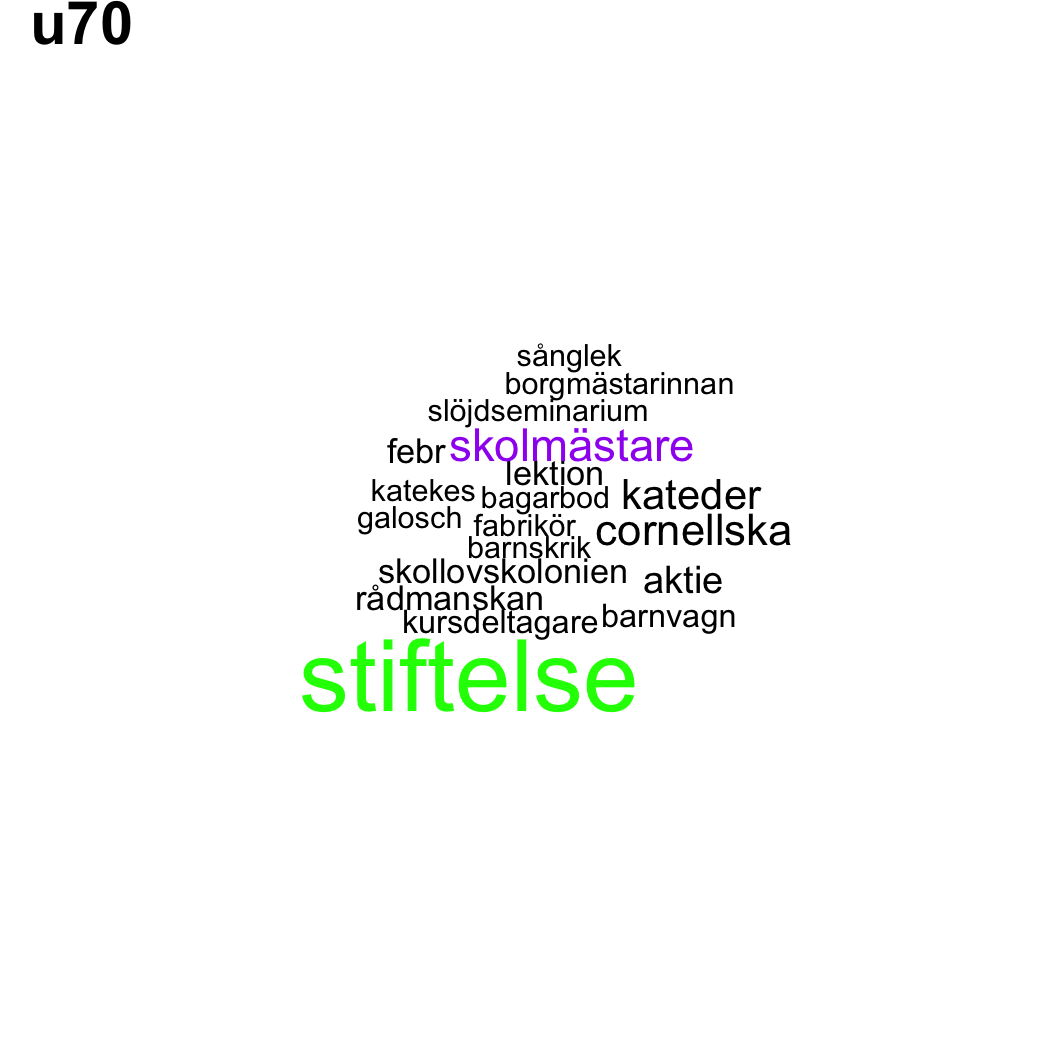 u70
sånglek
borgmästarinnan
slöjdseminarium
febr skolmästare
lektion
katekes bagarbod kateder
galosch fabrikör cornellska
barnskrik
skollovskolonien aktie
rådmanskan
kursdeltagare barnvagn
stiftelse